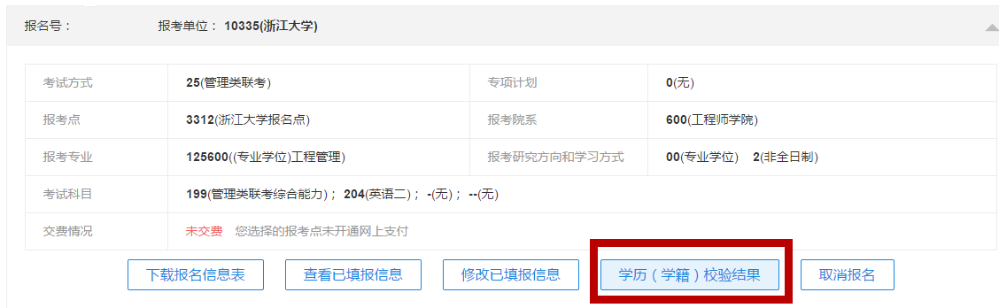 报名号： 报考单位： 10335(浙江大学)
考试方式 25(管理类联考) 专项计划 0(无)
报考点 3312(浙江大学报名点) 报考院系 600(工程师学院)
报考专业 125600((专业学位)工程管理) 报考研究方向和学习方式 00(专业学位) 2(非全日制)
考试科目 199(管理类联考综合能力)； 204(英语二)； -(无)； --(无)
交费情况 未交费 您选择的报考点未开通网上支付
下载报名信息表 查看已填报信息 修改已填报信息 学历（学籍）校验结果 取消报名